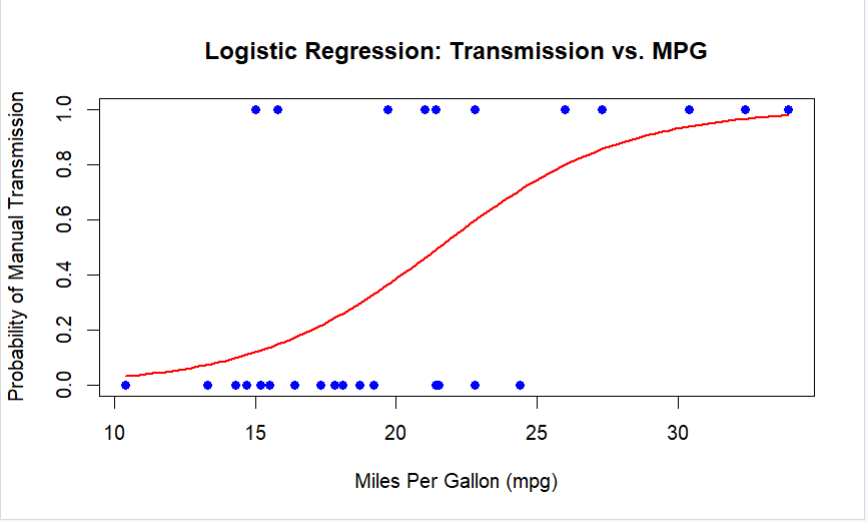 Logistic Regression: Transmission vs. MPG
Probability of Manual Transmission
1.0
0.8
0.6
0.4
0.2
0.0
10 15 20 25 30
Miles Per Gallon (mpg)